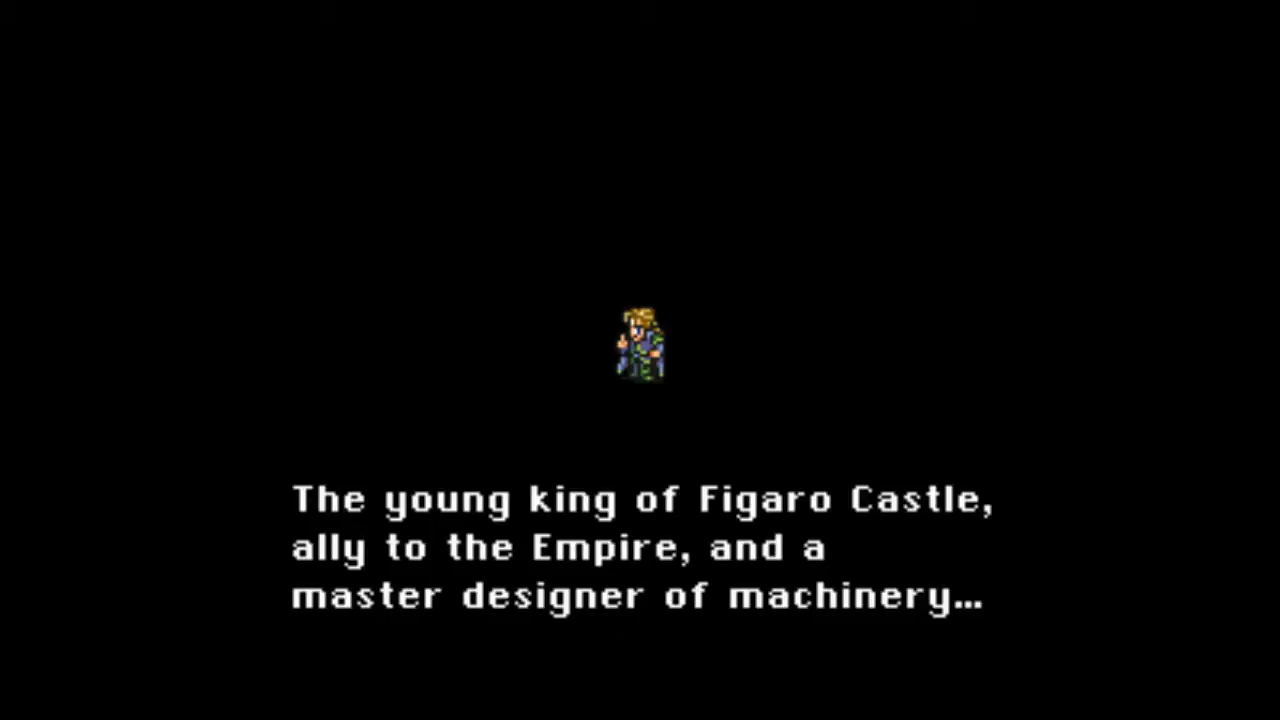 The young king of Figaro Castle,
ally to the Empire, and a
master designer of machinery…